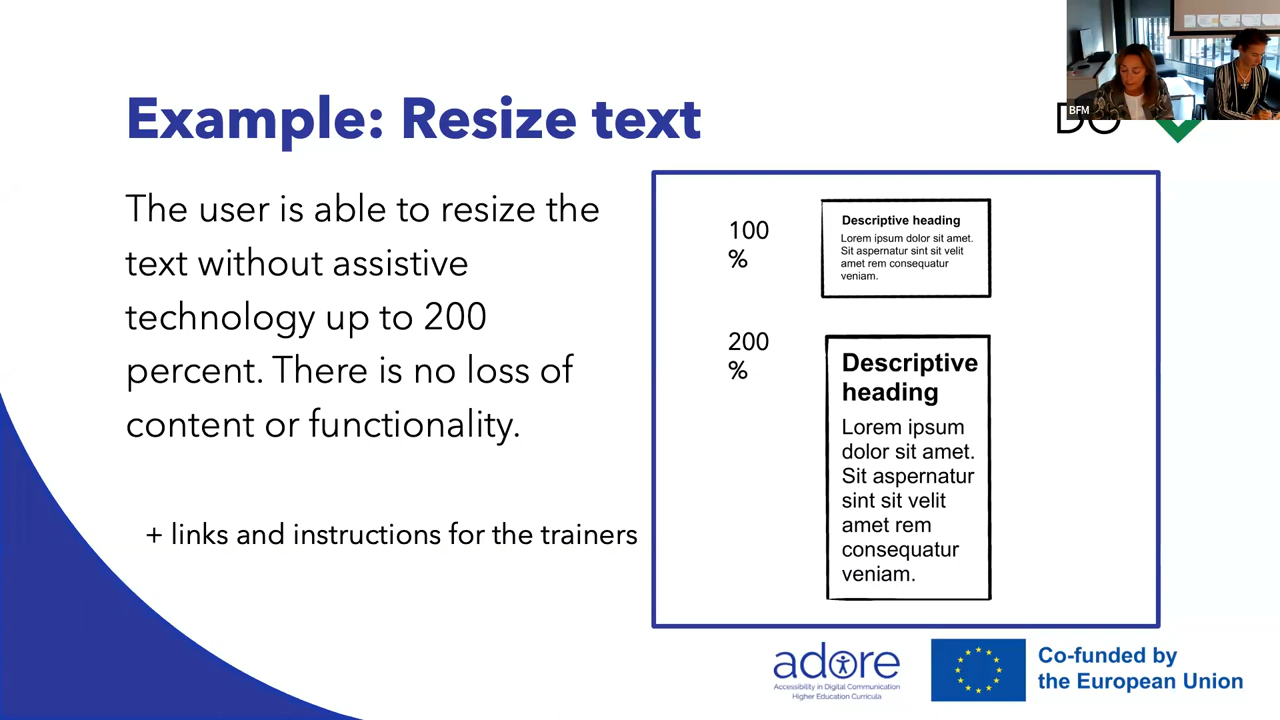 Example: Resize text
BFM
The user is able to resize the
text without assistive
technology up to 200
percent. There is no loss of
content or functionality.
+ links and instructions for the trainers
100
%
Descriptive heading
Lorem ipsum dolor sit amet.
Sit aspernatur sint sit velit
amet rem consequatur
veniam.
200
%
Descriptive
heading
Lorem ipsum
dolor sit amet.
Sit aspernatur
sint sit velit
amet rem
consequatur
veniam.
adore
Accessibility in Digital Communication
Higher Education Curricula
Co-funded by
the European Union